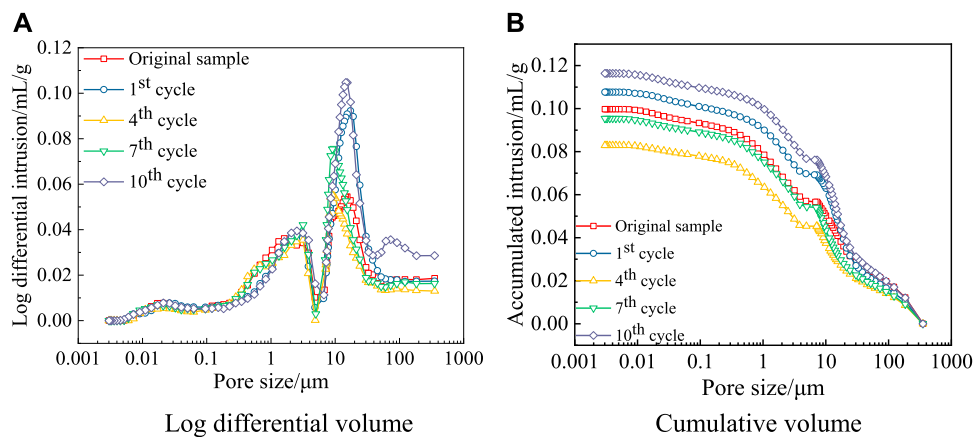 A
Log differential intrusion/mL/g
0.12
0.10
0.08
0.06
0.04
0.02
0.00
Original sample
1st cycle
4th cycle
7th cycle
10th cycle
0.001 0.01 0.1 1 10 100 1000
Pore size/μm
Log differential volume
B
Accumulated intrusion/mL/g
0.12
0.10
0.08
0.06
0.04
0.02
0.00
Original sample
1st cycle
4th cycle
7th cycle
10th cycle
0.001 0.01 0.1 1 10 100 1000
Pore size/μm
Cumulative volume